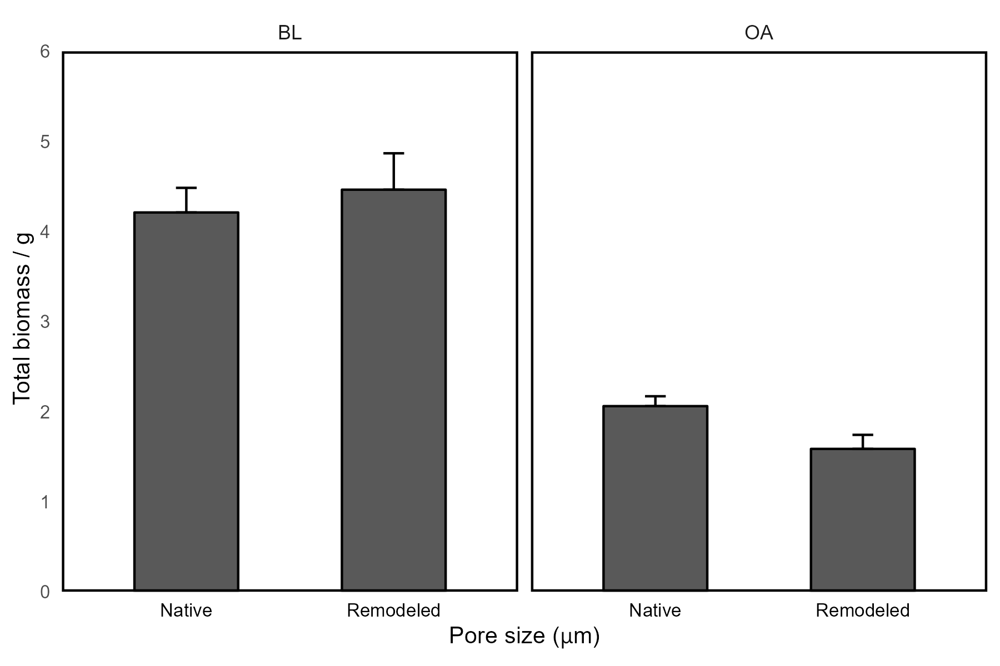 BL
OA
6
5
4
3
2
1
0
Total biomass / g
Native
Remodeled
Native
Remodeled
Pore size (µm)